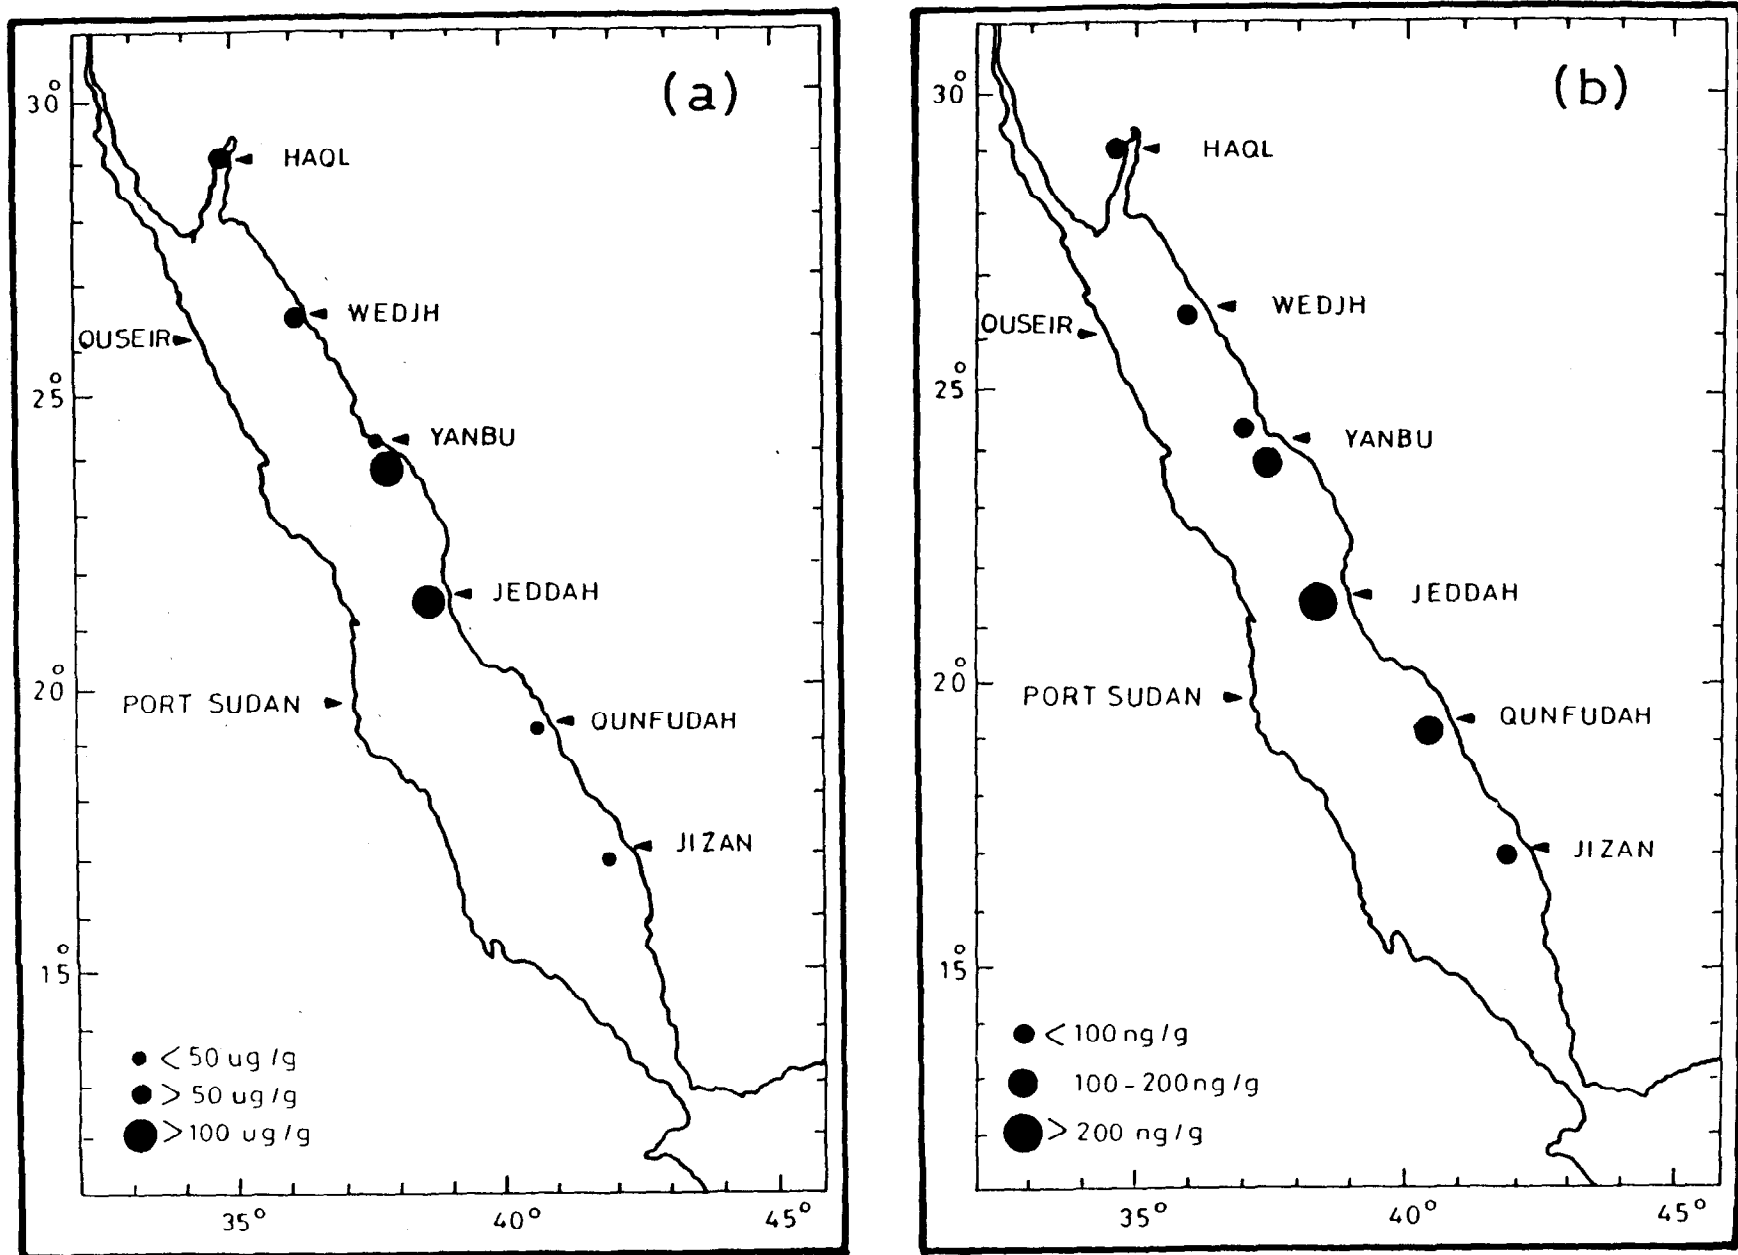 (a)
30°
HAQL
WEDJH
OUSEIR
25°
YANBU
JEDDAH
20°
PORT SUDAN
QUNFUDAH
JIZAN
15°
< 50 ug/g
> 50 ug/g
> 100 ug/g
35° 40° 45°
(b)
30°
HAQL
WEDJH
OUSEIR
25°
YANBU
JEDDAH
20°
PORT SUDAN
QUNFUDAH
JIZAN
15°
< 100 ng/g
100 - 200 ng/g
> 200 ng/g
35° 40° 45°